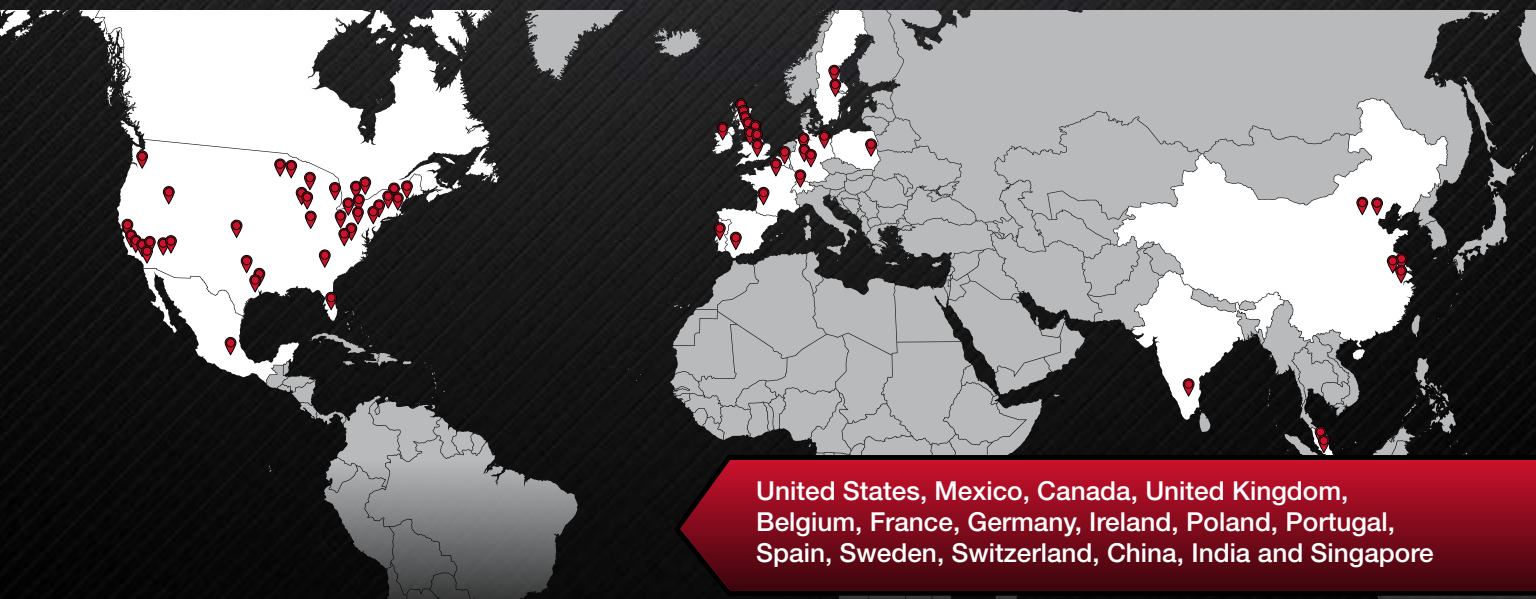 United States, Mexico, Canada, United Kingdom,
Belgium, France, Germany, Ireland, Poland, Portugal,
Spain, Sweden, Switzerland, China, India and Singapore